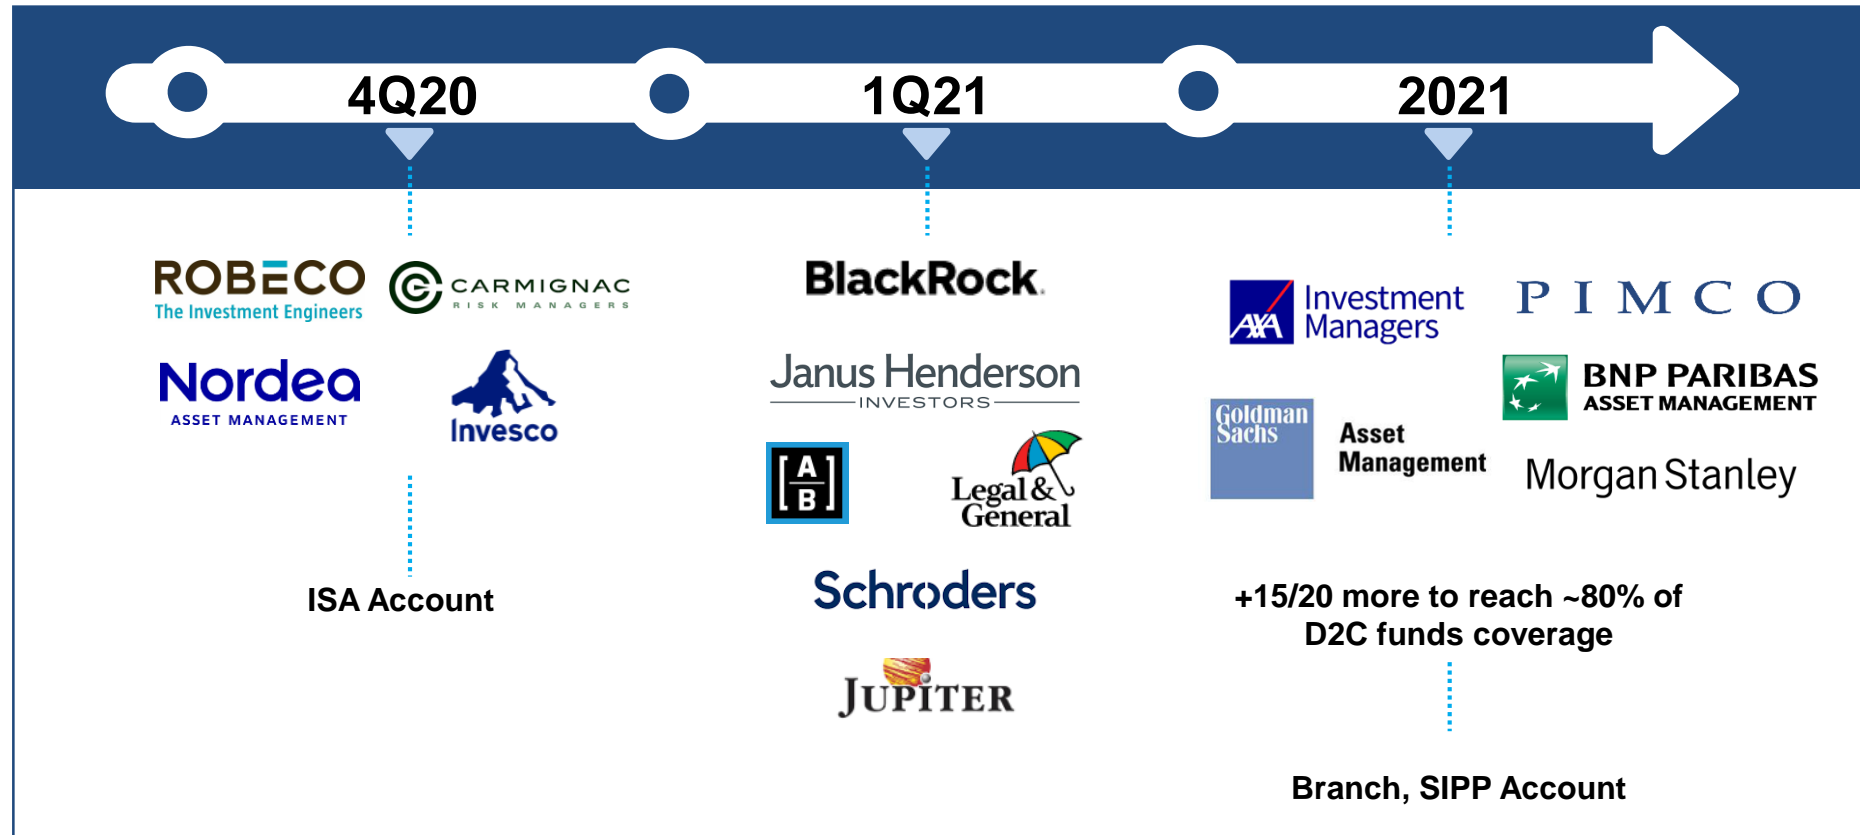 4Q20
1Q21
2021
ROBECO
The Investment Engineers
CARMIGNAC
RISK MANAGERS
Nordea
ASSET MANAGEMENT
Invesco
ISA Account
BlackRock.
Janus Henderson
INVESTORS
A
B
Legal &
General
Schroders
JUPITER
AXA
Investment
Managers
PIMCO
Goldman
Sachs
Asset
Management
BNP PARIBAS
ASSET MANAGEMENT
Morgan Stanley
+15/20 more to reach ~80% of
D2C funds coverage
Branch, SIPP Account